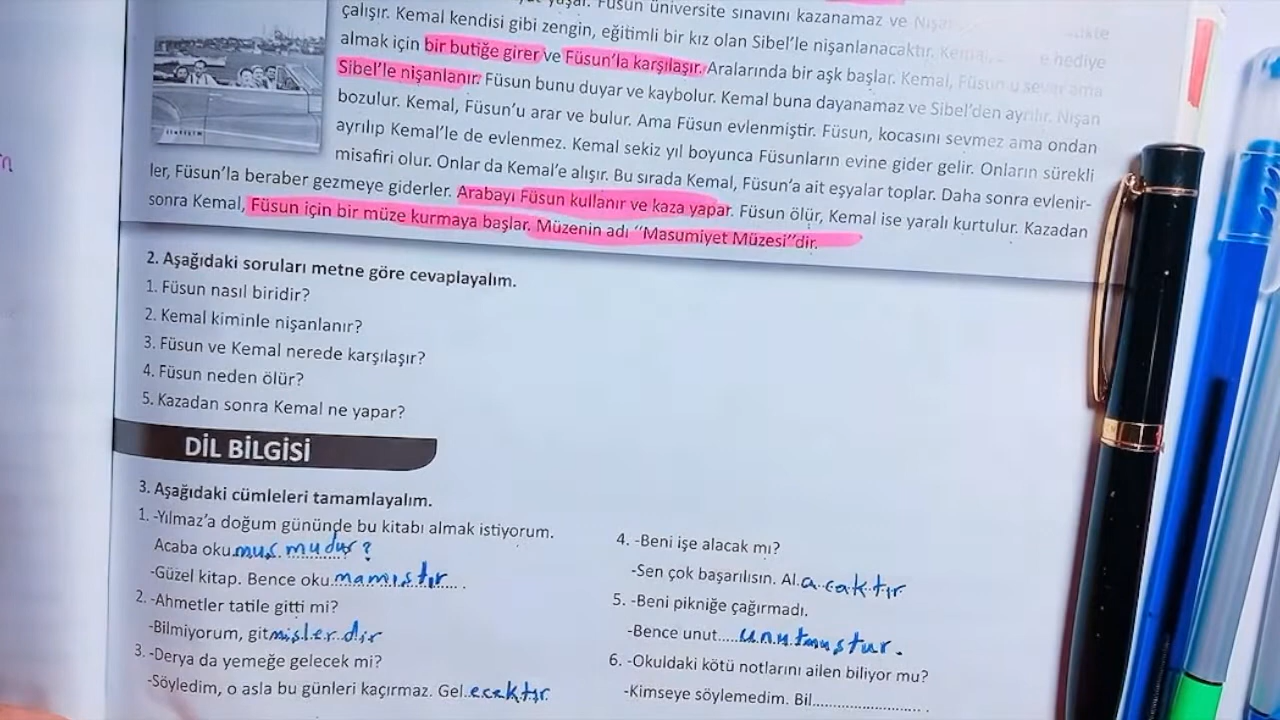 yaşar. Füsun üniversite sınavını kazanamaz ve
çalışır. Kemal kendisi gibi zengin, eğitimli bir kız olan Sibel'le nişanlanacaktır. e hediye
almak için bir butiğe girer ve Füsun'la karşılaşır. Aralarında bir aşk başlar. Kemal, Füsun'u sever ama
Sibel'le nişanlanır. Füsun bunu duyar ve kaybolur. Kemal buna dayanamaz ve Sibel'den ayrılır. Nişan
bozulur. Kemal, Füsun'u arar ve bulur. Ama Füsun evlenmiştir. Füsun, kocasını sevmez ama ondan
ayrılıp Kemal'le de evlenmez. Kemal sekiz yıl boyunca Füsunların evine gider gelir. Onların sürekli
misafiri olur. Onlar da Kemal'e alışır. Bu sırada Kemal, Füsun'a ait eşyalar toplar. Daha sonra evlenir-
ler, Füsun'la beraber gezmeye giderler. Arabayı Füsun kullanır ve kaza yapar. Füsun ölür, Kemal ise yaralı kurtulur. Kazadan
sonra Kemal, Füsun için bir müze kurmaya başlar. Müzenin adı "Masumiyet Müzesi"dir.
2. Aşağıdaki soruları metne göre cevaplayalım.
1. Füsun nasıl biridir?
2. Kemal kiminle nişanlanır?
3. Füsun ve Kemal nerede karşılaşır?
4. Füsun neden ölür?
5. Kazadan sonra Kemal ne yapar?
DİL BİLGİSİ
3. Aşağıdaki cümleleri tamamlayalım.
1. -Yılmaz'a doğum gününde bu kitabı almak istiyorum.
Acaba okumuş mudur?
-Güzel kitap. Bence okumamıştır.
2. -Ahmetler tatile gitti mi?
-Bilmiyorum, gitmişlerdir
3. -Derya da yemeğe gelecek mi?
-Söyledim, o asla bu günleri kaçırmaz. Gel..ecektır
4. -Beni işe alacak mı?
-Sen çok başarılısın. Al.acaktır
5. -Beni pikniğe çağırmadı.
-Bence unut.....unutmuştur.
6. -Okuldaki kötü notlarını ailen biliyor mu?
-Kimseye söylemedim. Bil........................ .